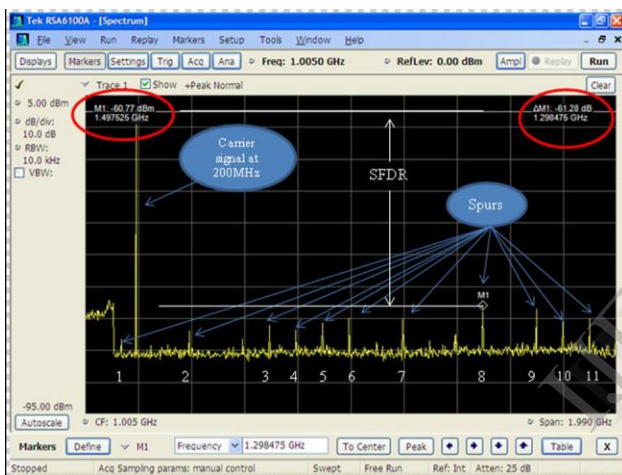 Tek RSA6100A - [Spectrum]
File View Run Replay Markers Setup Tools Window Help
Displays Markers Settings Trig Acq Ana Freq: 1.0050 GHz RefLev: 0.00 dBm Ampl Replay Run
Trace 1 Show +Peak Normal Clear
5.00 dBm
dB/div:
10.0 dB
RBW:
10.0 kHz
VBW:
M1: -60.77 dBm
1.497525 GHz
ΔM1: -61.28 dB
1.298475 GHz
Carrier
signal at
200MHz
SFDR
Spurs
M1
1 2 3 4 5 6 7 8 9 10 11
-95.00 dBm
Autoscale CF: 1.005 GHz Span: 1.990 GHz
Markers Define M1 Frequency 1.298475 GHz To Center Peak Table X
Stopped Acq Sampling params: manual control Swept Free Run Ref: Int Atten: 25 dB